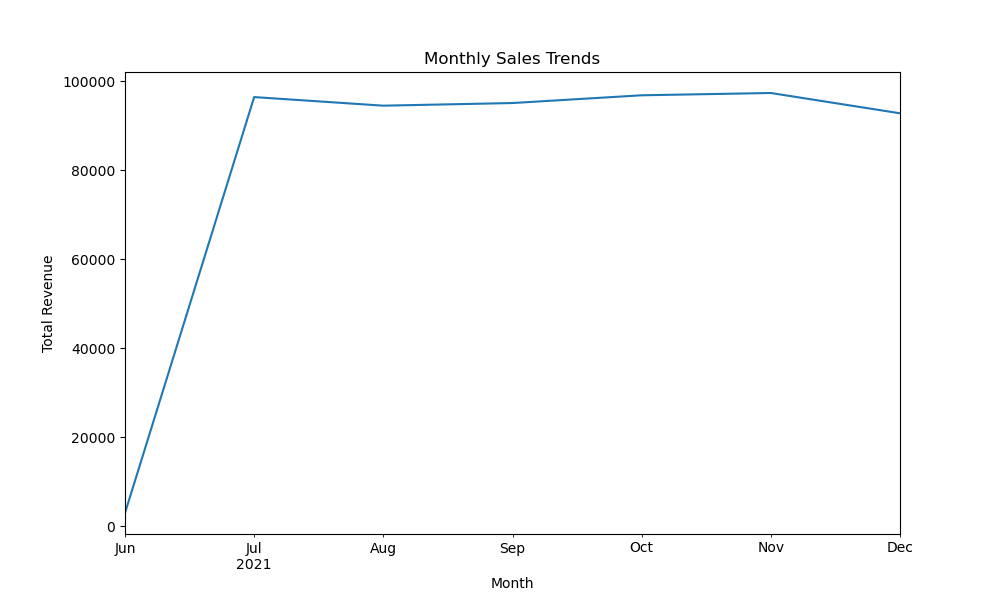 Monthly Sales Trends
100000
80000
60000
40000
20000
0
Total Revenue
Jun Jul Aug Sep Oct Nov Dec
2021
Month